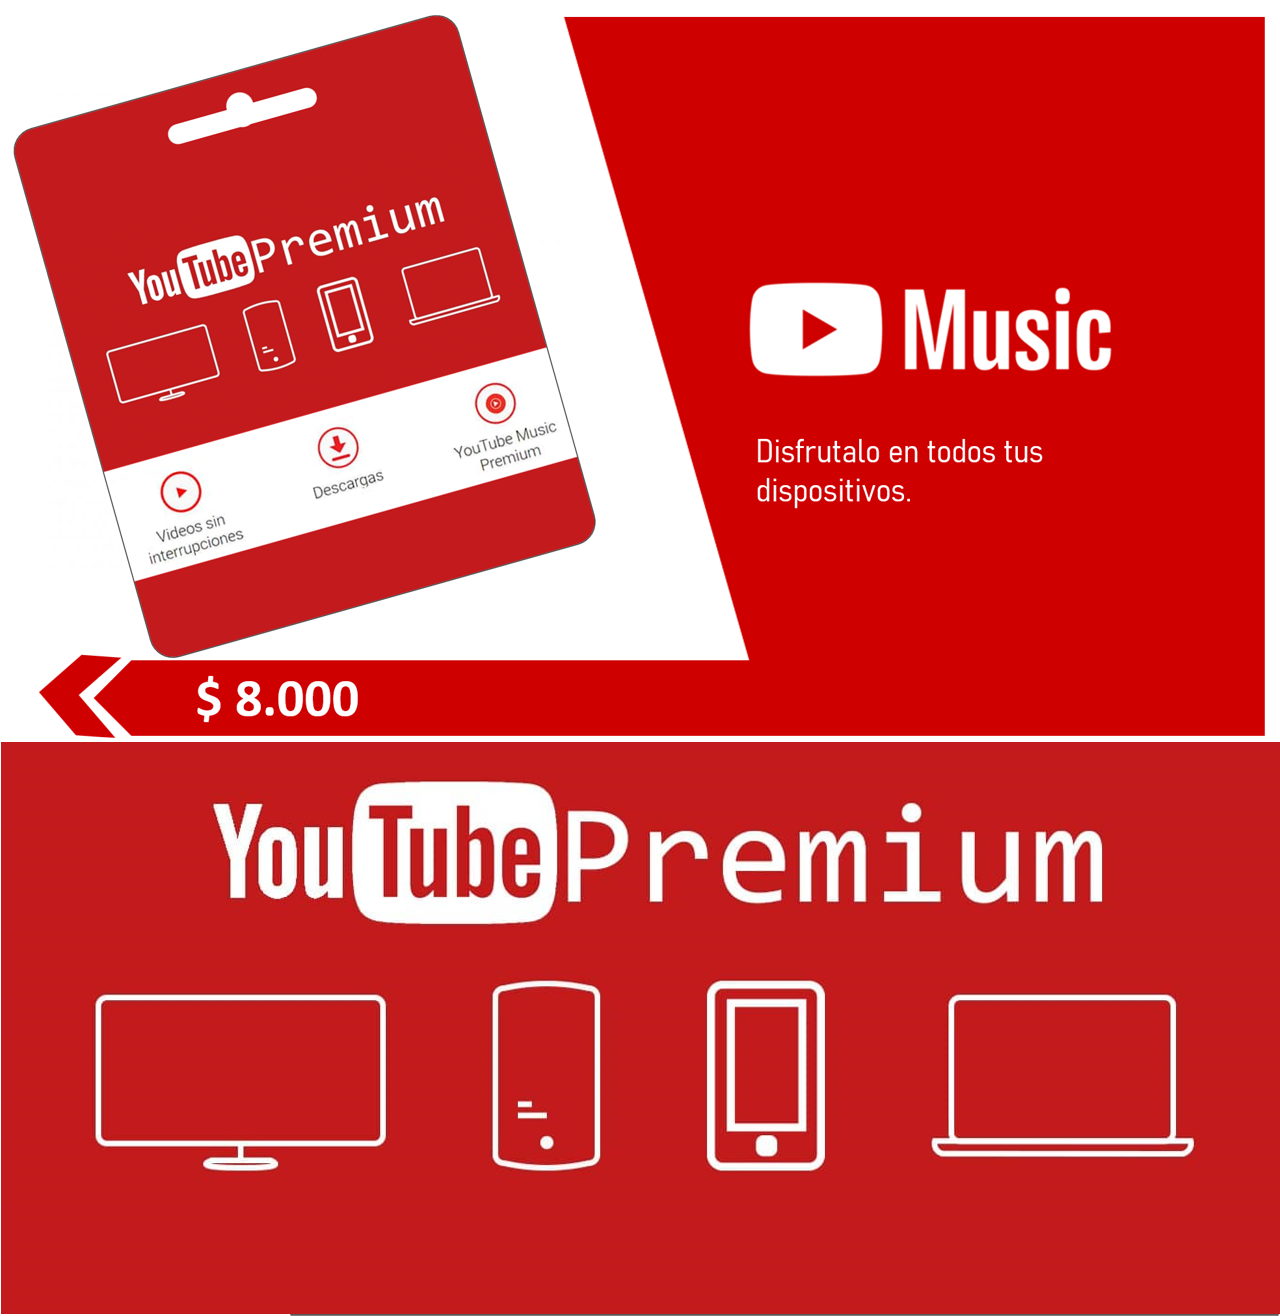 YouTube Premium
Videos sin
interrupciones
Descargas
YouTube Music
Premium
Music
Disfrutalo en todos tus
dispositivos.
$ 8.000
YouTube Premium